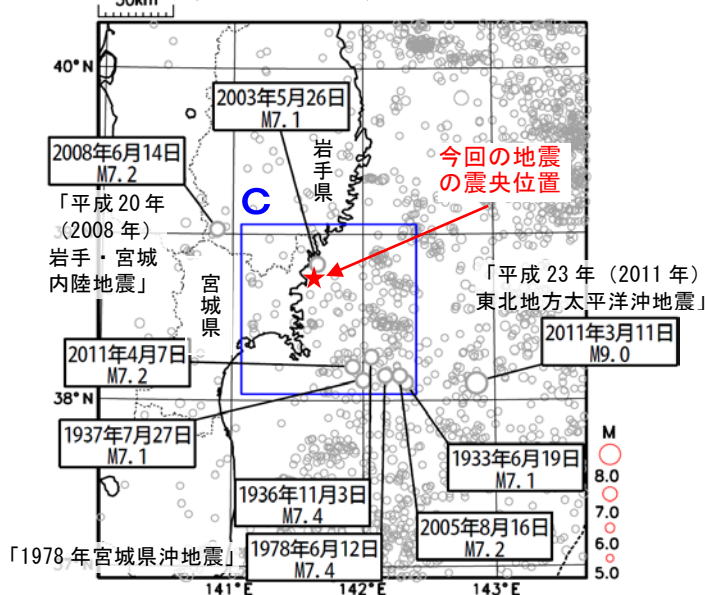 50km
40°N
2003年5月26日
M7.1
岩手県
2008年6月14日
M7.2
今回の地震
の震央位置
「平成20年
（2008年）
岩手・宮城
内陸地震」
C
宮城県
「平成23年（2011年）
東北地方太平洋沖地震」
2011年3月11日
M9.0
2011年4月7日
M7.2
38°N
1937年7月27日
M7.1
1933年6月19日
M7.1
1936年11月3日
M7.4
2005年8月16日
M7.2
1978年6月12日
M7.4
「1978年宮城県沖地震」
M
8.0
7.0
6.0
5.0
141°E
142°E
143°E